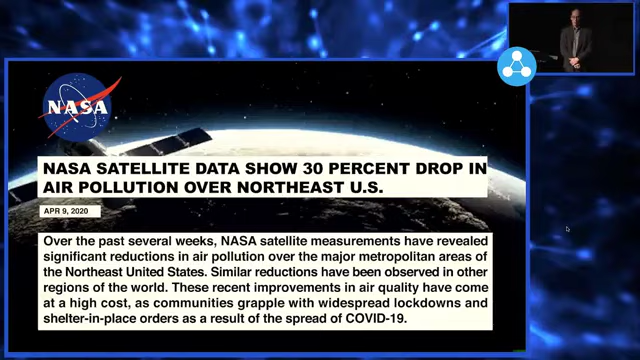 NASA
NASA SATELLITE DATA SHOW 30 PERCENT DROP IN
AIR POLLUTION OVER NORTHEAST U.S.
APR 9, 2020
Over the past several weeks, NASA satellite measurements have revealed
significant reductions in air pollution over the major metropolitan areas of
the Northeast United States. Similar reductions have been observed in other
regions of the world. These recent improvements in air quality have come
at a high cost, as communities grapple with widespread lockdowns and
shelter-in-place orders as a result of the spread of COVID-19.